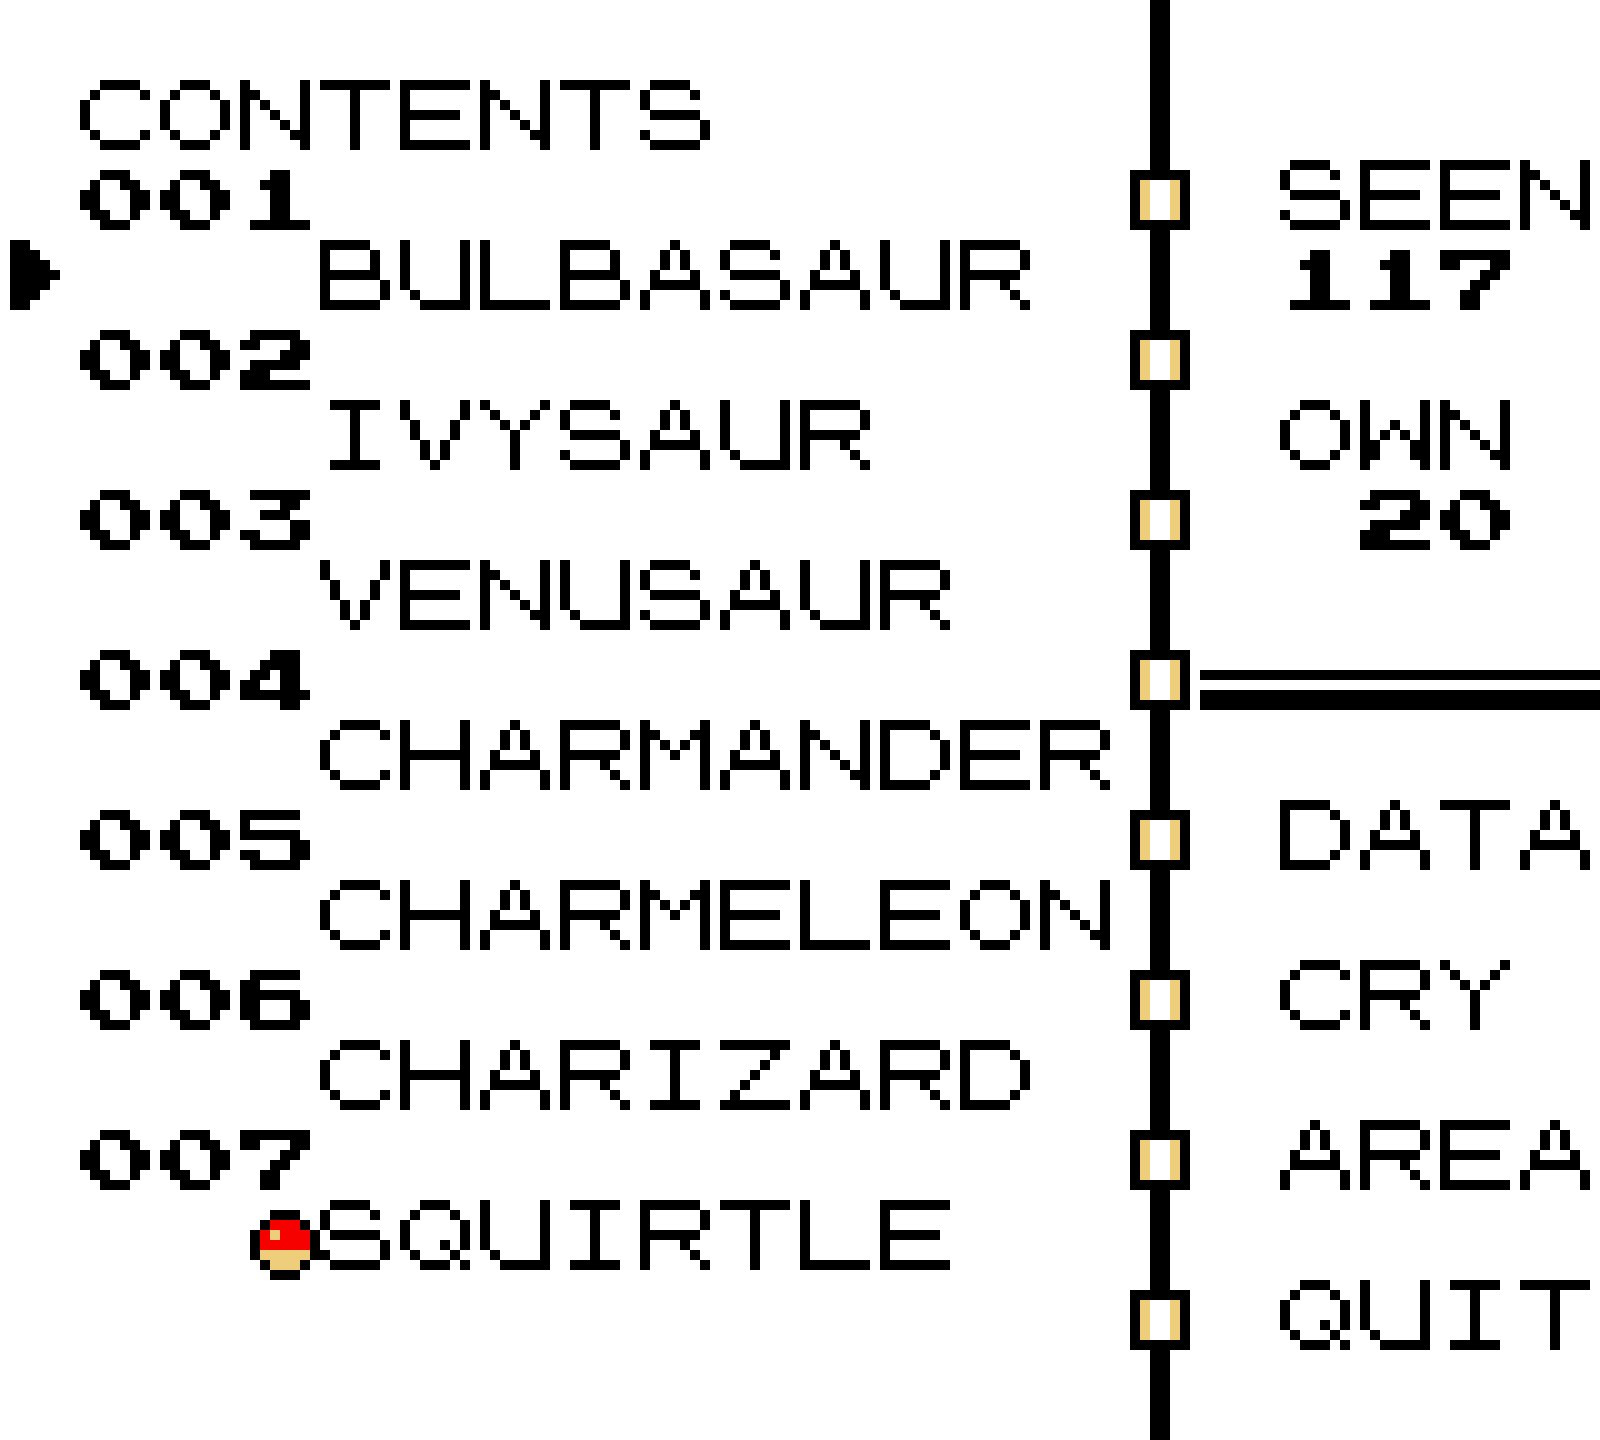 CONTENTS
001
BULBASAUR
002
IVYSAUR
003
VENUSAUR
004
CHARMANDER
005
CHARMELEON
006
CHARIZARD
007
SQUIRTLE
SEEN
117
OWN
20
DATA
CRY
AREA
QUIT